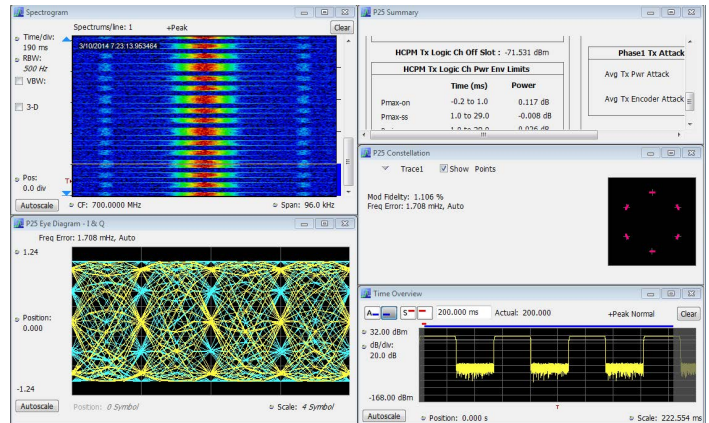 Spectrogram
Spectrums/line: 1 +Peak Clear
Time/div:
190 ms
RBW:
500 Hz
VBW:
3-D
Pos:
0.0 div
3/10/2014 7:23:13.953464
T
Autoscale CF: 700.0000 MHz Span: 96.0 kHz
P25 Summary
HCPM Tx Logic Ch Off Slot : -71.531 dBm
HCPM Tx Logic Ch Pwr Env Limits
Time (ms) Power
Pmax-on -0.2 to 1.0 0.117 dB
Pmax-ss 1.0 to 29.0 -0.008 dB
Phase1 Tx Attack
Avg Tx Pwr Attack
Avg Tx Encoder Attack
P25 Constellation
Trace1 Show Points
Mod Fidelity: 1.106 %
Freq Error: 1.708 mHz, Auto
P25 Eye Diagram - I & Q
Freq Error: 1.708 mHz, Auto
1.24
Position:
0.000
-1.24
Autoscale Position: 0 Symbol Scale: 4 Symbol
Time Overview
A S 200.000 ms Actual: 200.000 +Peak Normal Clear
32.00 dBm
dB/div:
20.0 dB
-168.00 dBm
T
Autoscale Position: 0.000 s Scale: 222.554 ms